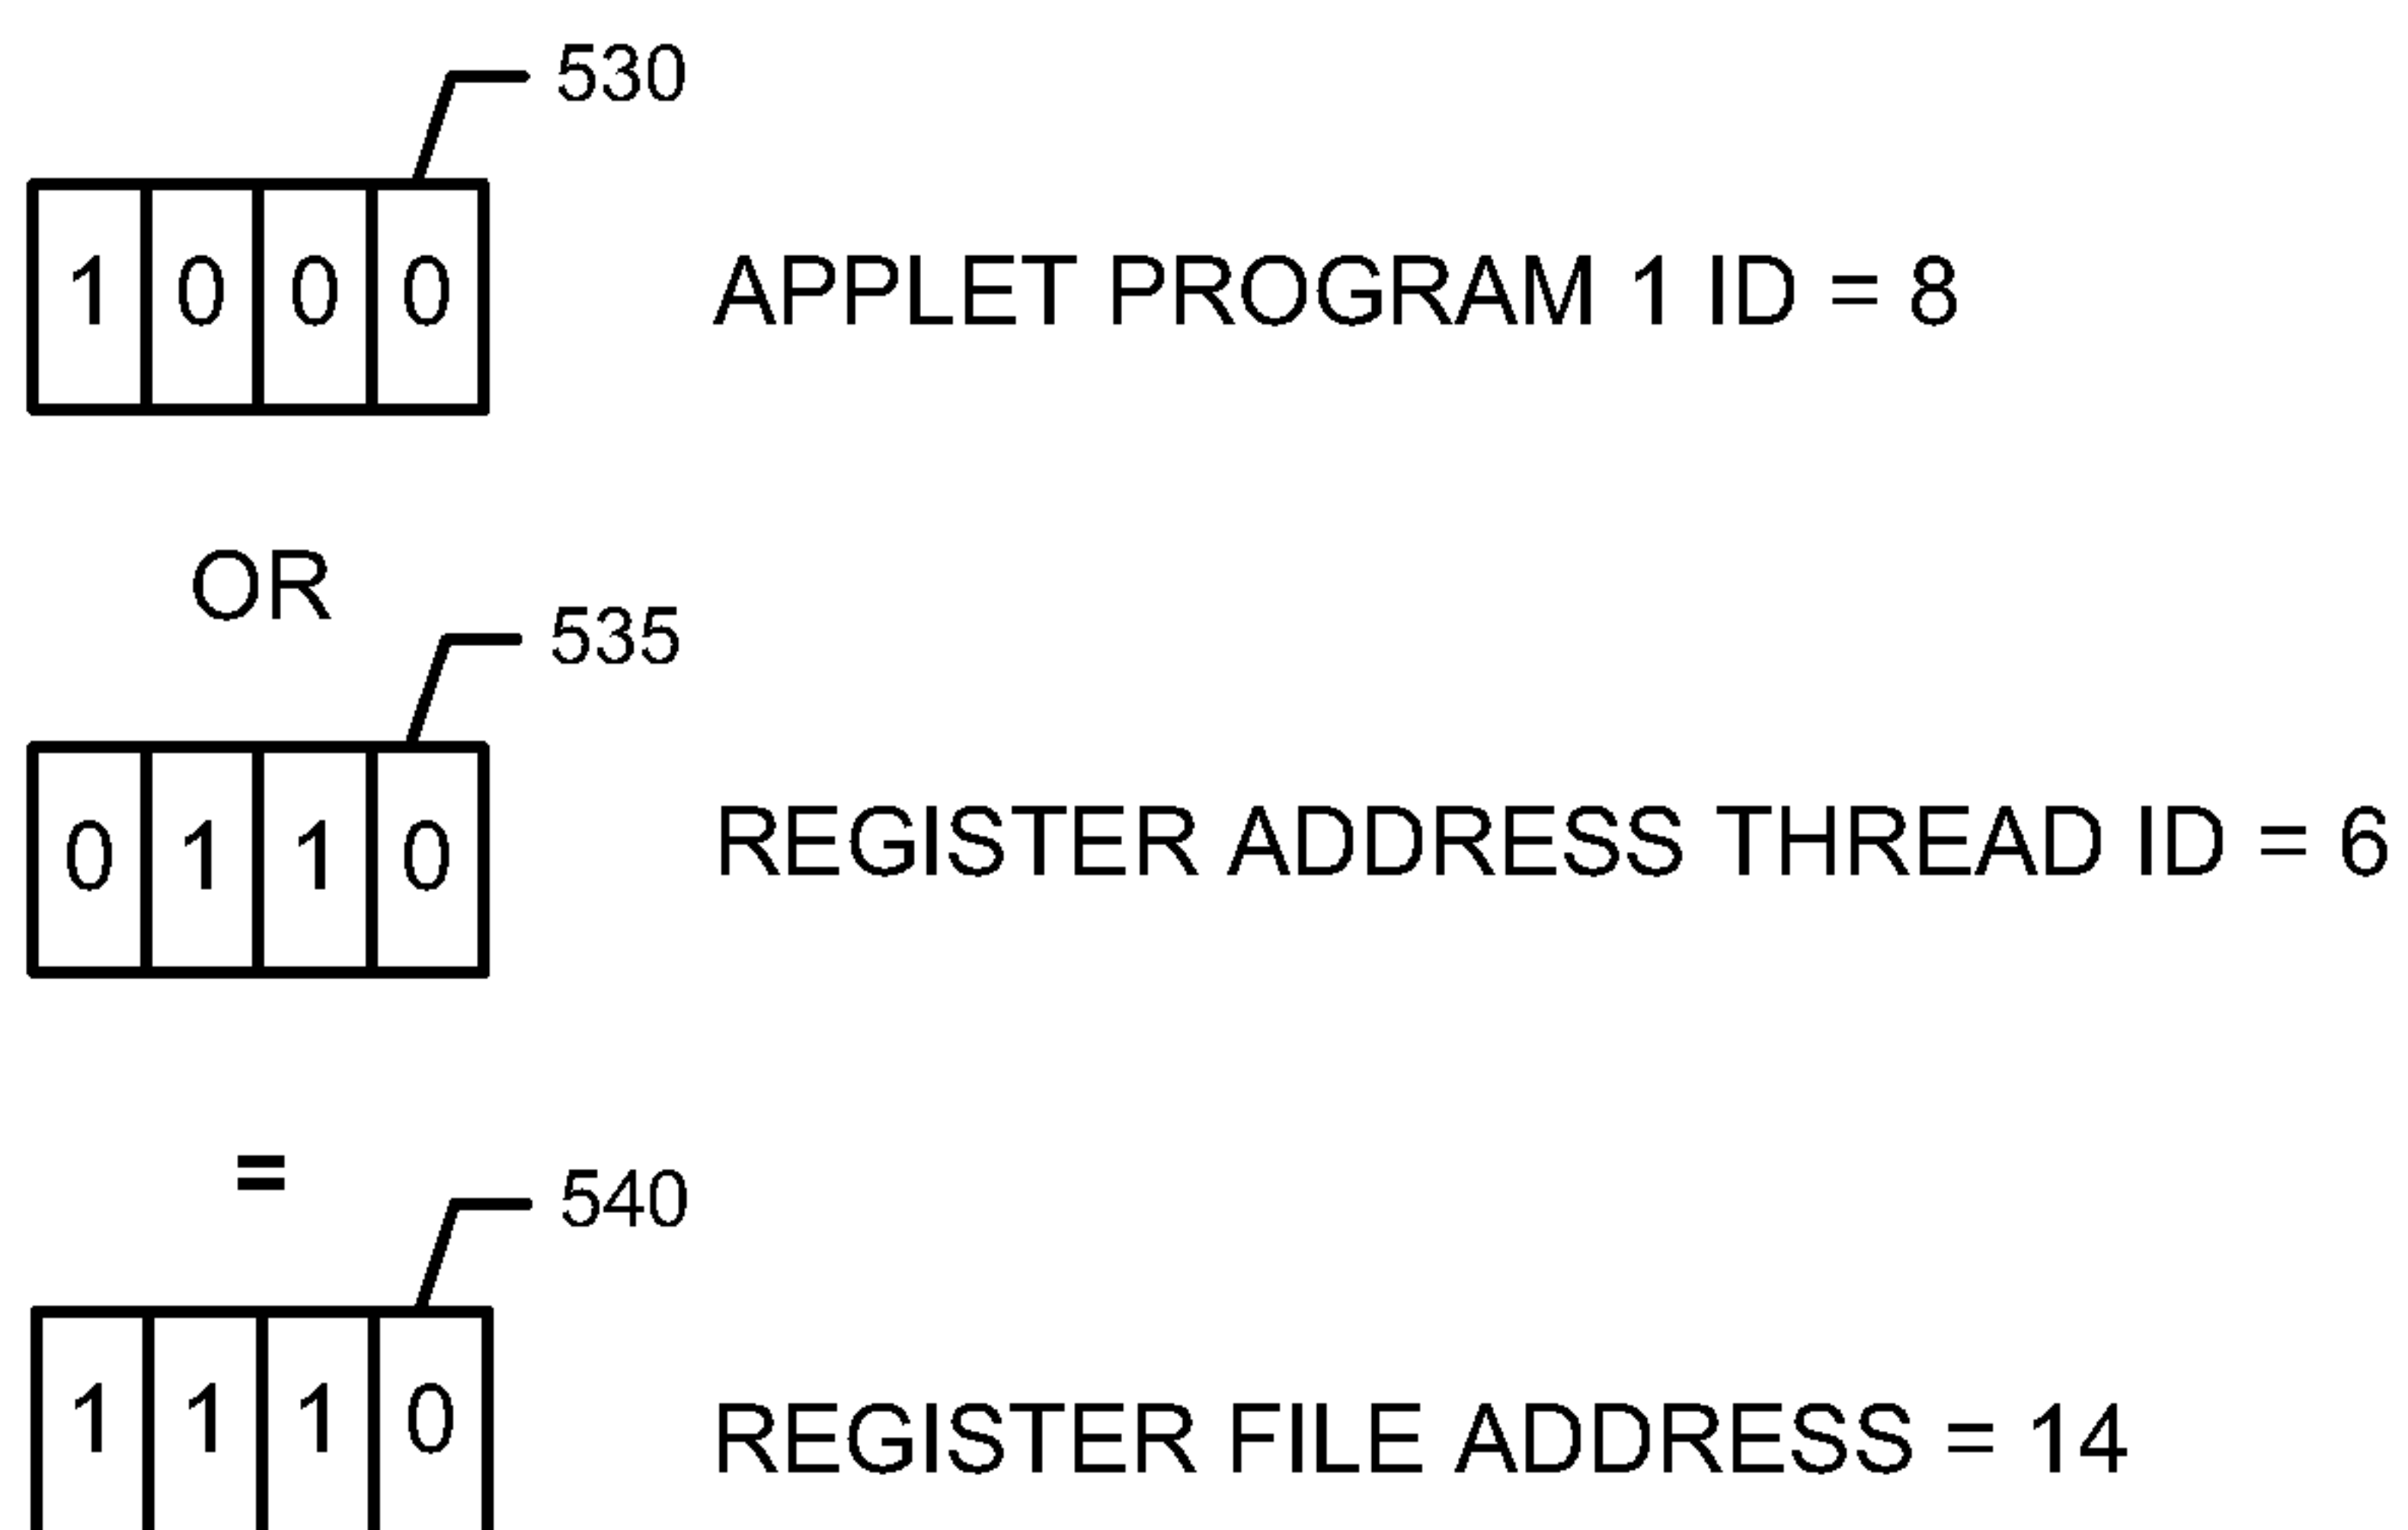 530
1 0 0 0 APPLET PROGRAM 1 ID = 8
OR
535
0 1 1 0 REGISTER ADDRESS THREAD ID = 6
=
540
1 1 1 0 REGISTER FILE ADDRESS = 14